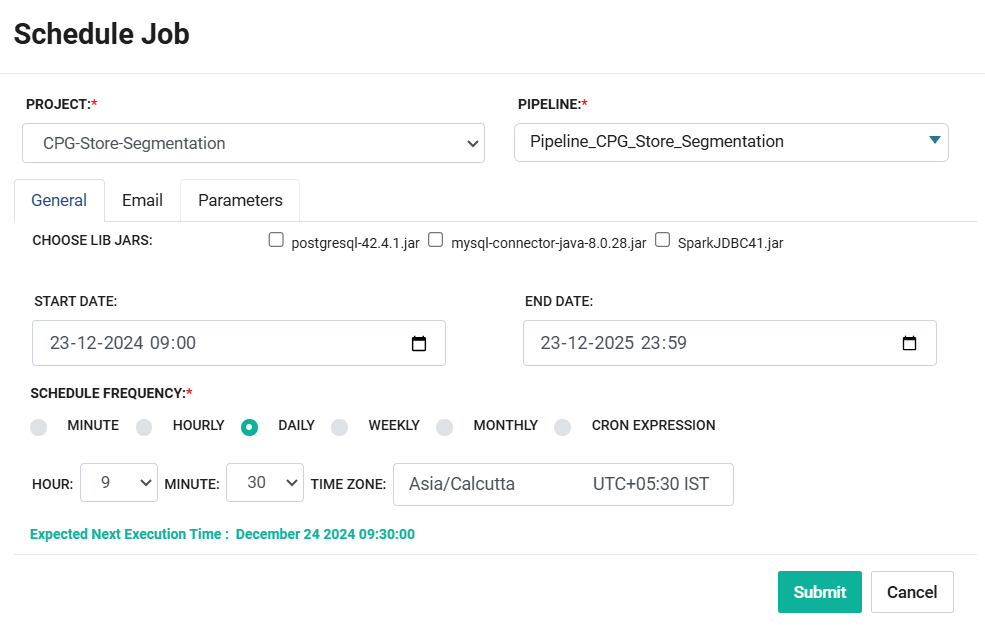 Schedule Job
PROJECT:* PIPELINE:*
CPG-Store-Segmentation Pipeline_CPG_Store_Segmentation
General Email Parameters
CHOOSE LIB JARS: postgresql-42.4.1.jar mysql-connector-java-8.0.28.jar SparkJDBC41.jar
START DATE: END DATE:
23-12-2024 09:00 23-12-2025 23:59
SCHEDULE FREQUENCY:*
MINUTE HOURLY DAILY WEEKLY MONTHLY CRON EXPRESSION
HOUR: 9 MINUTE: 30 TIME ZONE: Asia/Calcutta UTC+05:30 IST
Expected Next Execution Time : December 24 2024 09:30:00
Submit Cancel